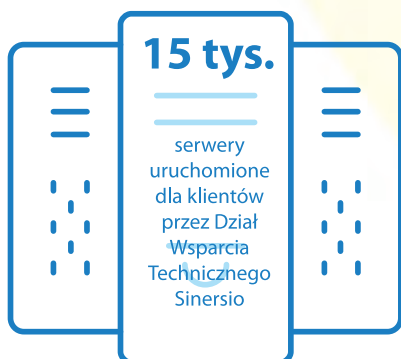 15 tys.
serwery
uruchomione
dla klientów
przez Dział
Wsparcia
Technicznego
Sinersio